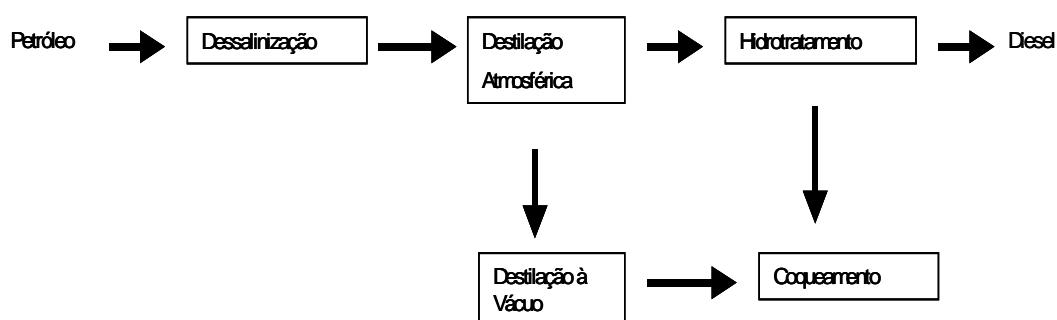 Petróleo
Dessalinização
Destilação
Atmosférica
Hidrotratamento
Diesel
Destilação à
Vácuo
Coqueamento